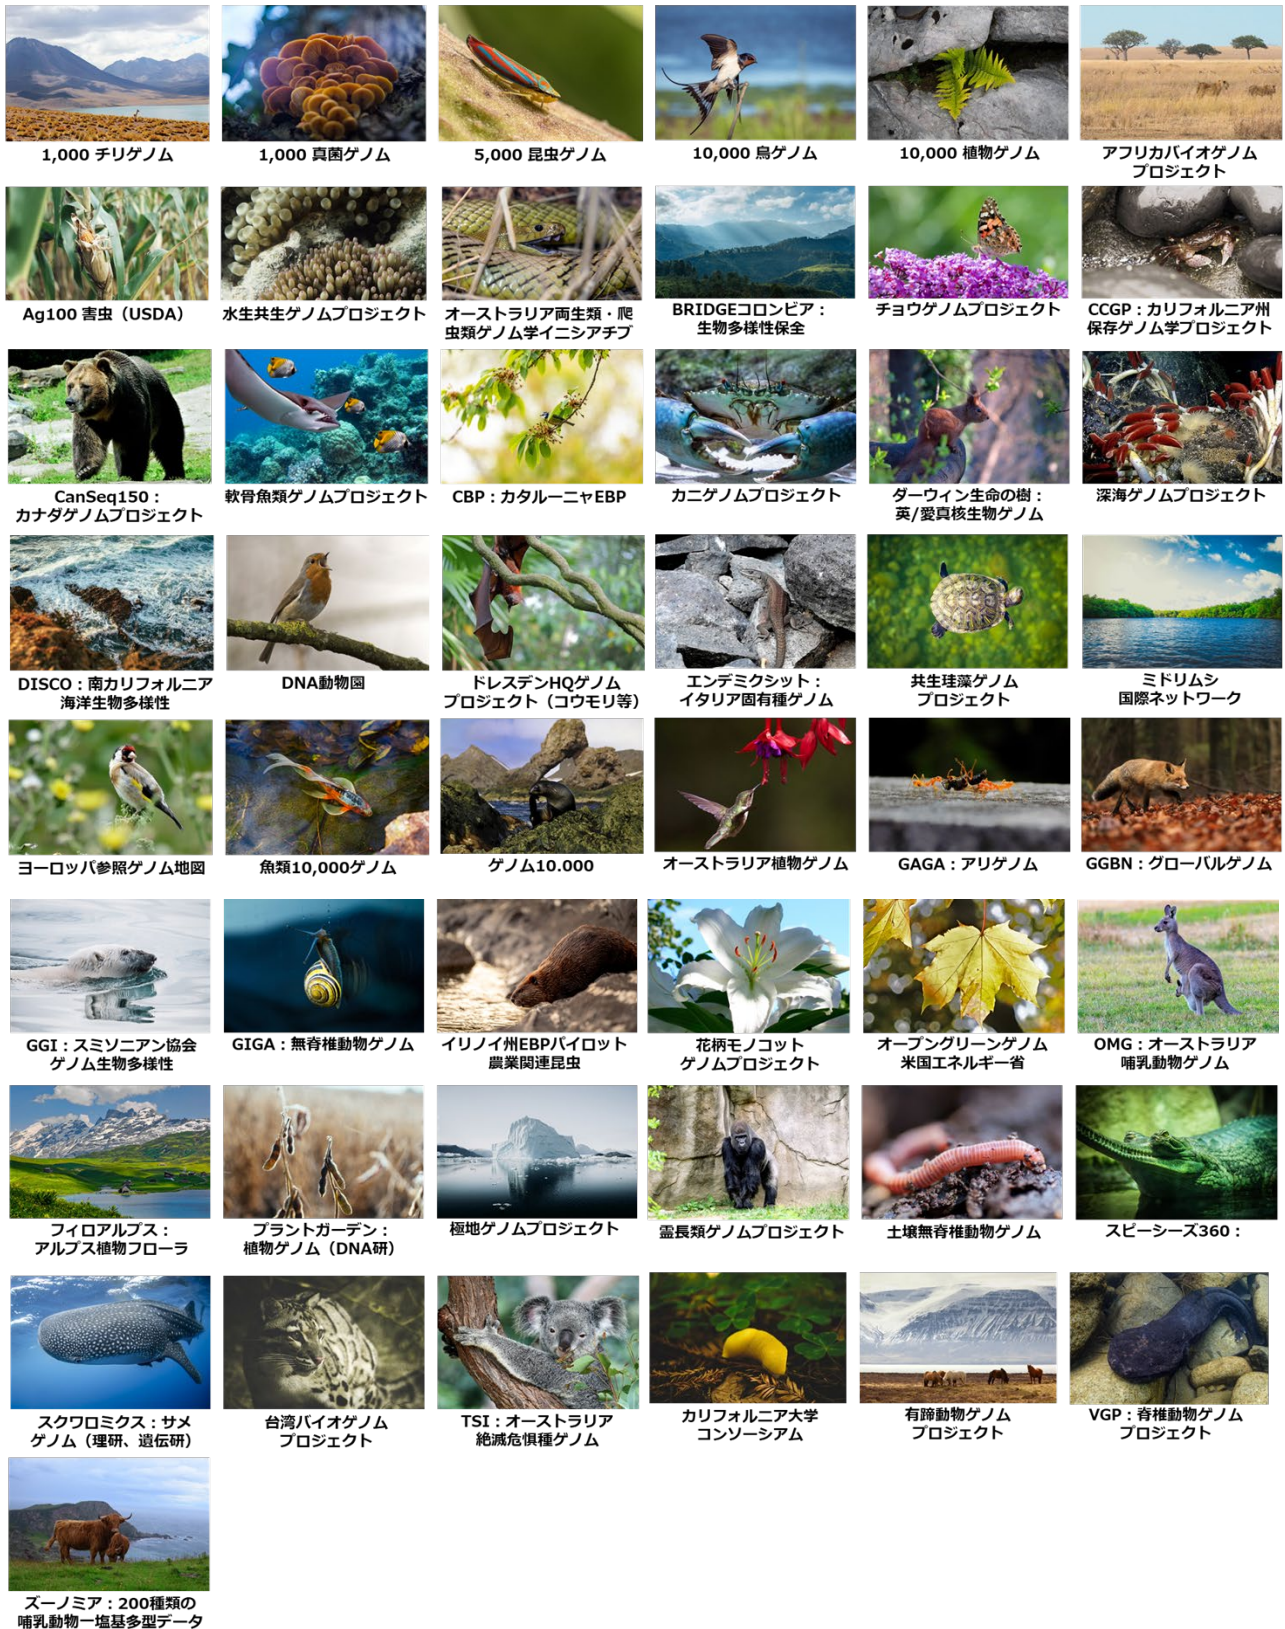 1,000 チリゲノム
1,000 真菌ゲノム
5,000 昆虫ゲノム
10,000 鳥ゲノム
10,000 植物ゲノム
アフリカバイオゲノム
プロジェクト
Ag100 害虫（USDA）
水生共生ゲノムプロジェクト
オーストラリア両生類・爬
虫類ゲノム学イニシアチブ
BRIDGEコロンビア：
生物多様性保全
チョウゲノムプロジェクト
CCGP：カリフォルニア州
保存ゲノム学プロジェクト
CanSeq150：
カナダゲノムプロジェクト
軟骨魚類ゲノムプロジェクト
CBP：カタルーニャEBP
カニゲノムプロジェクト
ダーウィン生命の樹：
英/愛真核生物ゲノム
深海ゲノムプロジェクト
DISCO：南カリフォルニア
海洋生物多様性
DNA動物園
ドレスデンHQゲノム
プロジェクト（コウモリ等）
エンデミクシット：
イタリア固有種ゲノム
共生珪藻ゲノム
プロジェクト
ミドリムシ
国際ネットワーク
ヨーロッパ参照ゲノム地図
魚類10,000ゲノム
ゲノム10.000
オーストラリア植物ゲノム
GAGA：アリゲノム
GGBN：グローバルゲノム
GGI：スミソニアン協会
ゲノム生物多様性
GIGA：無脊椎動物ゲノム
イリノイ州EBPパイロット
農業関連昆虫
花柄モノコット
ゲノムプロジェクト
オープングリーンゲノム
米国エネルギー省
OMG：オーストラリア
哺乳動物ゲノム
フィロアルプス：
アルプス植物フローラ
プラントガーデン：
植物ゲノム（DNA研）
極地ゲノムプロジェクト
霊長類ゲノムプロジェクト
土壌無脊椎動物ゲノム
スピーシーズ360：
スクワロミクス：サメ
ゲノム（理研、遺伝研）
台湾バイオゲノム
プロジェクト
TSI：オーストラリア
絶滅危惧種ゲノム
カリフォルニア大学
コンソーシアム
有蹄動物ゲノム
プロジェクト
VGP：脊椎動物ゲノム
プロジェクト
ズーノミア：200種類の
哺乳動物一塩基多型データ